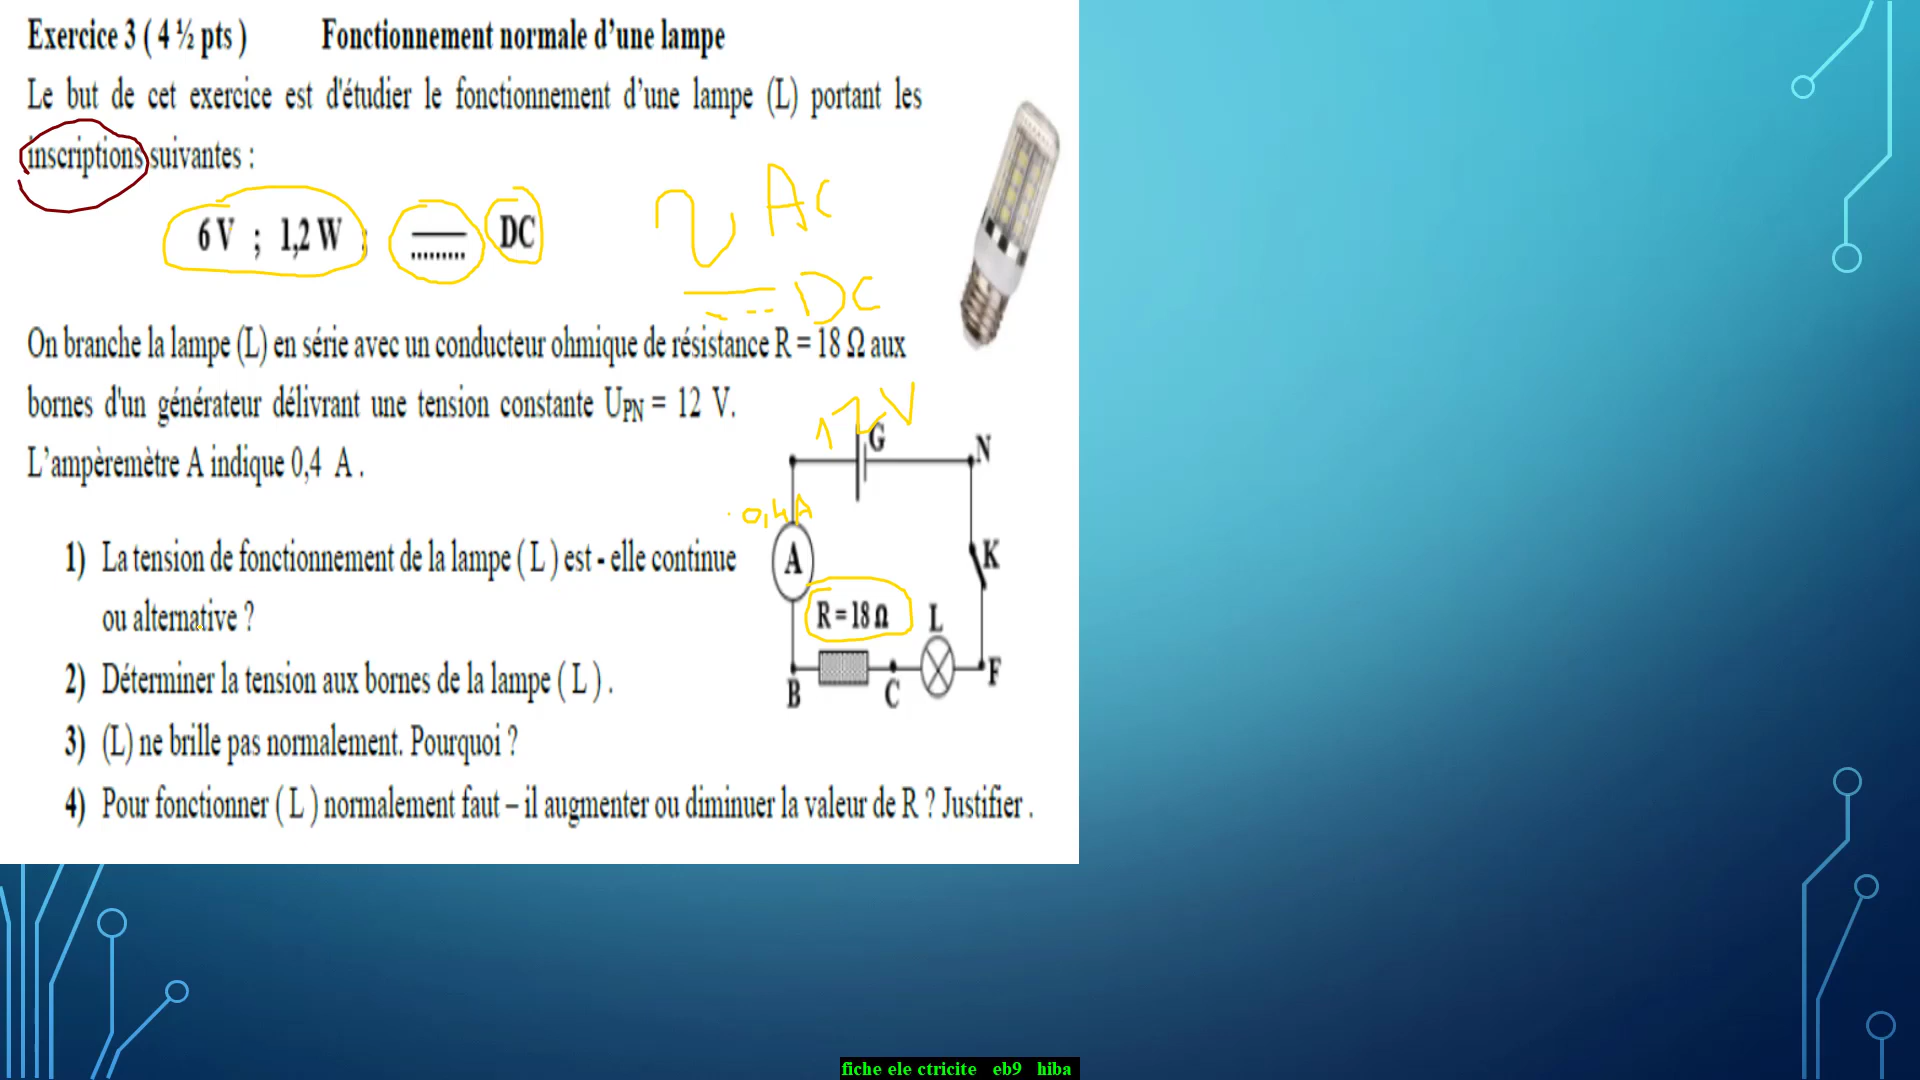 Exercice 3 ( 4 ½ pts ) Fonctionnement normale d’une lampe
Le but de cet exercice est d'étudier le fonctionnement d’une lampe (L) portant les
inscriptions suivantes :
6 V ; 1,2 W ; DC
AC
DC
On branche la lampe (L) en série avec un conducteur ohmique de résistance R = 18 Ω aux
bornes d'un générateur délivrant une tension constante UPN = 12 V.
L’ampèremètre A indique 0,4 A .
12V
G
N
0,4A
A
K
R = 18 Ω
L
B
C
F
1) La tension de fonctionnement de la lampe ( L ) est - elle continue
ou alternative ?
2) Déterminer la tension aux bornes de la lampe ( L ) .
3) (L) ne brille pas normalement. Pourquoi ?
4) Pour fonctionner ( L ) normalement faut – il augmenter ou diminuer la valeur de R ? Justifier .
fiche ele ctricite eb9 hiba